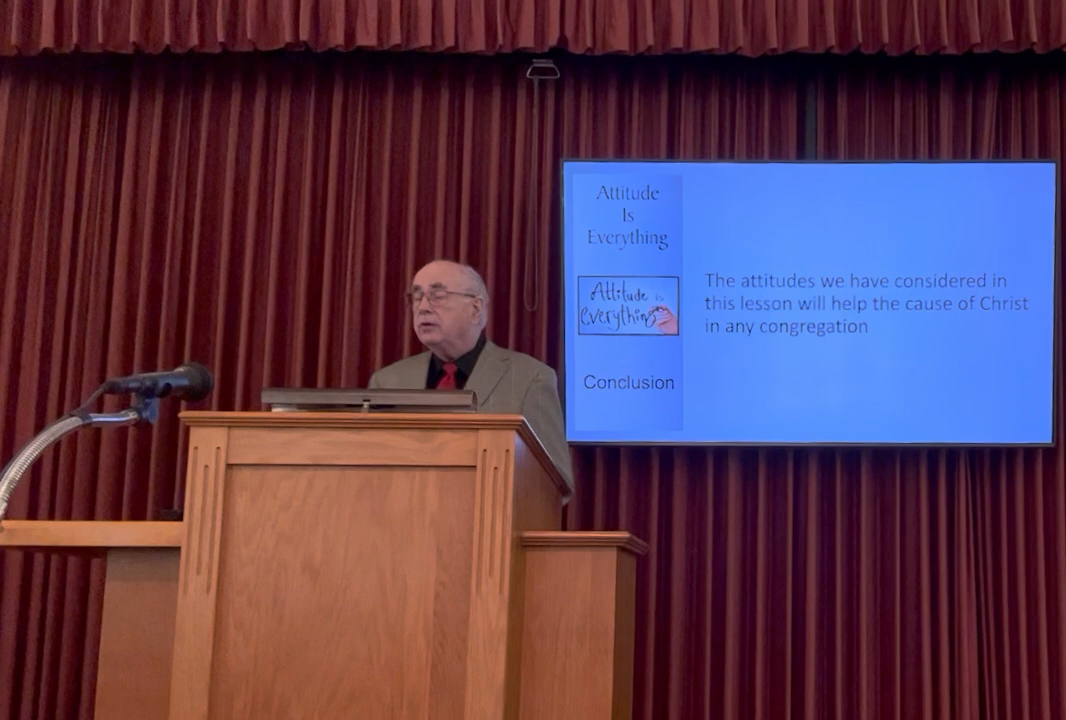 Attitude
Is
Everything
Attitude is
everything
Conclusion
The attitudes we have considered in
this lesson will help the cause of Christ
in any congregation